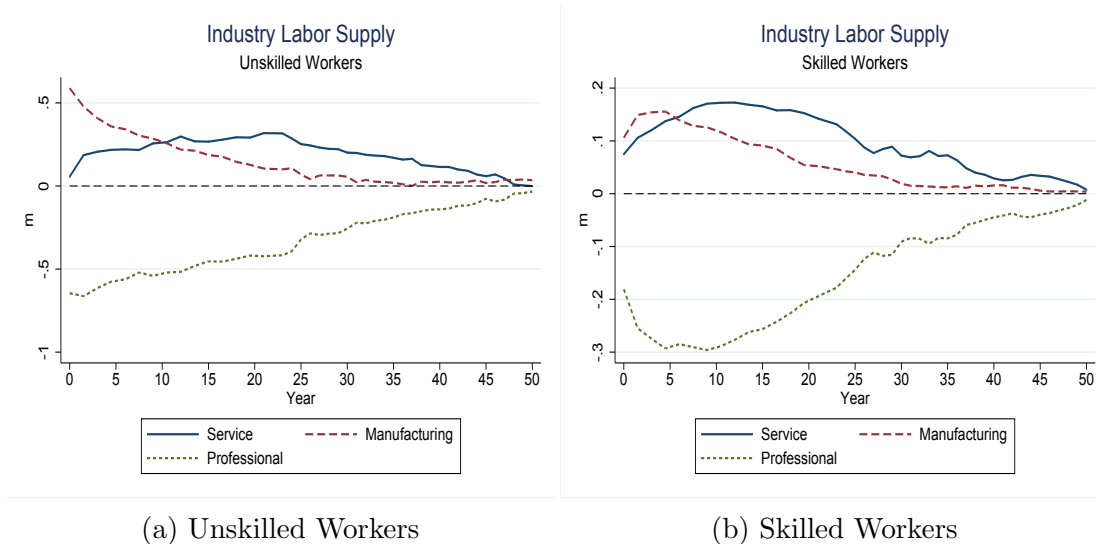 Industry Labor Supply
Unskilled Workers
m
.5
0
-.5
-1
0 5 10 15 20 25 30 35 40 45 50
Year
Service Manufacturing
Professional
(a) Unskilled Workers
Industry Labor Supply
Skilled Workers
m
.2
.1
0
-.1
-.2
-.3
0 5 10 15 20 25 30 35 40 45 50
Year
Service Manufacturing
Professional
(b) Skilled Workers